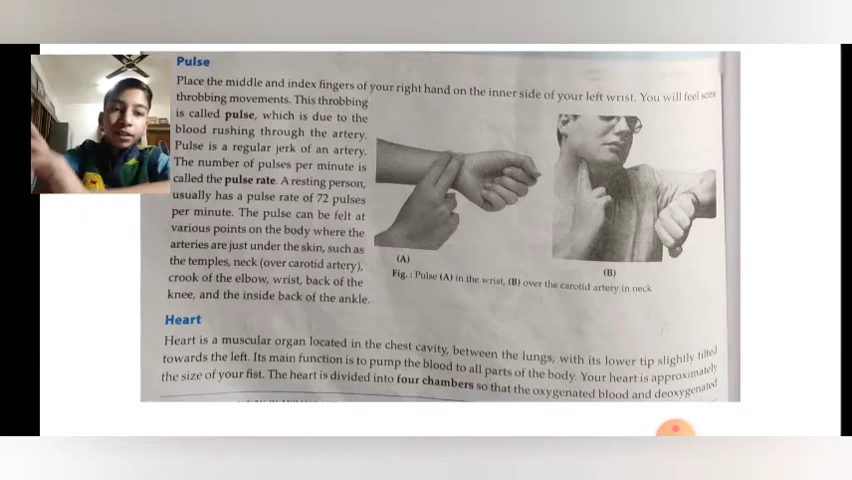 Pulse
Place the middle and index fingers of your right hand on the inner side of your left wrist. You will feel some
throbbing movements. This throbbing
is called pulse, which is due to the
blood rushing through the artery.
Pulse is a regular jerk of an artery.
The number of pulses per minute is
called the pulse rate. A resting person,
usually has a pulse rate of 72 pulses
per minute. The pulse can be felt at
various points on the body where the
arteries are just under the skin, such as
the temples, neck (over carotid artery),
crook of the elbow, wrist, back of the
knee, and the inside back of the ankle.
(A)
(B)
Fig. : Pulse (A) in the wrist, (B) over the carotid artery in neck
Heart
Heart is a muscular organ located in the chest cavity, between the lungs, with its lower tip slightly tilted
towards the left. Its main function is to pump the blood to all parts of the body. Your heart is approximately
the size of your fist. The heart is divided into four chambers so that the oxygenated blood and deoxygenated